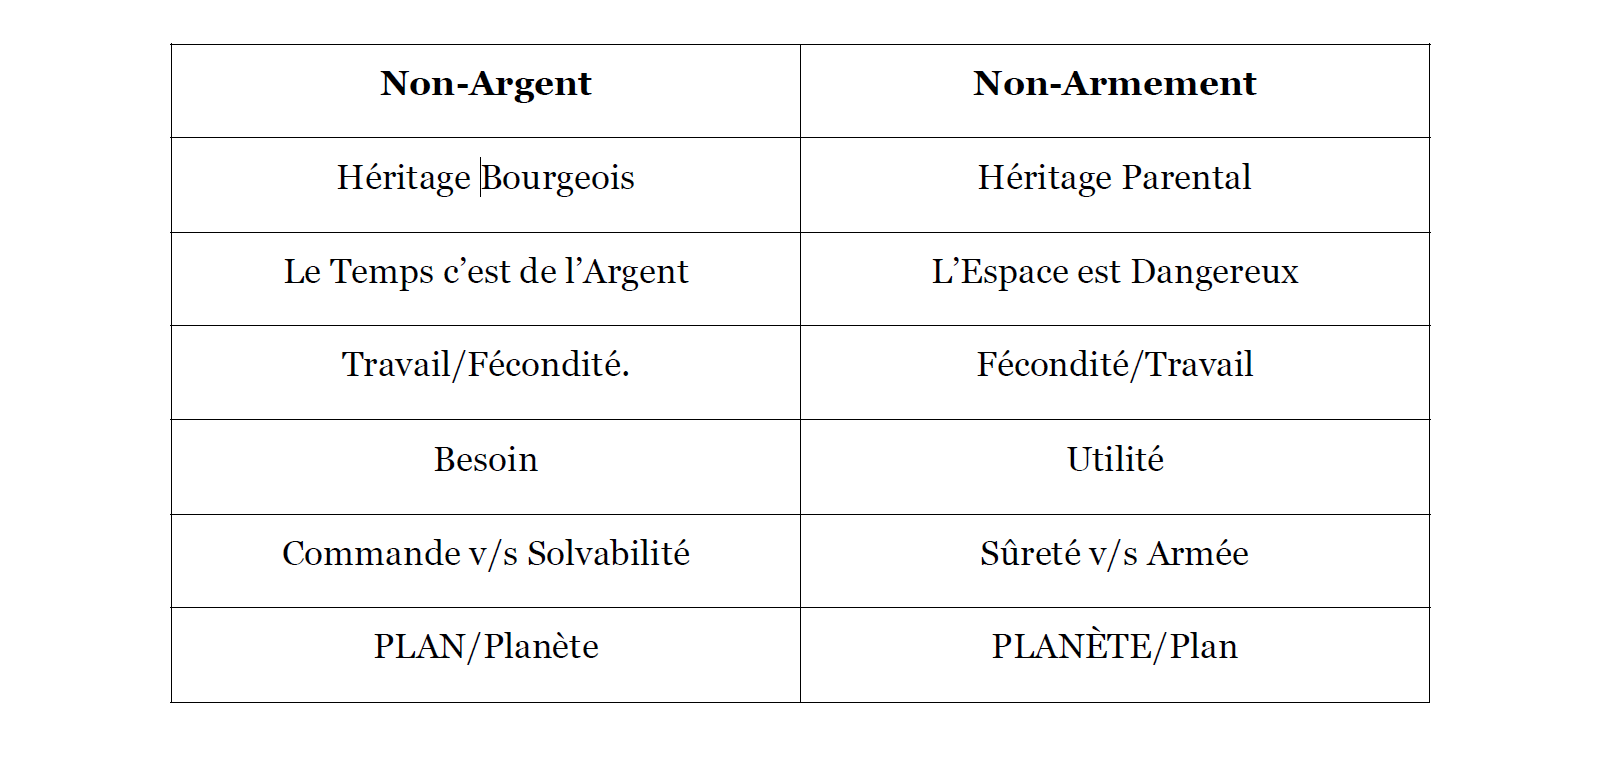 Non-Argent Non-Armement
Héritage Bourgeois Héritage Parental
Le Temps c’est de l’Argent L’Espace est Dangereux
Travail/Fécondité. Fécondité/Travail
Besoin Utilité
Commande v/s Solvabilité Sûreté v/s Armée
PLAN/Planète PLANÈTE/Plan